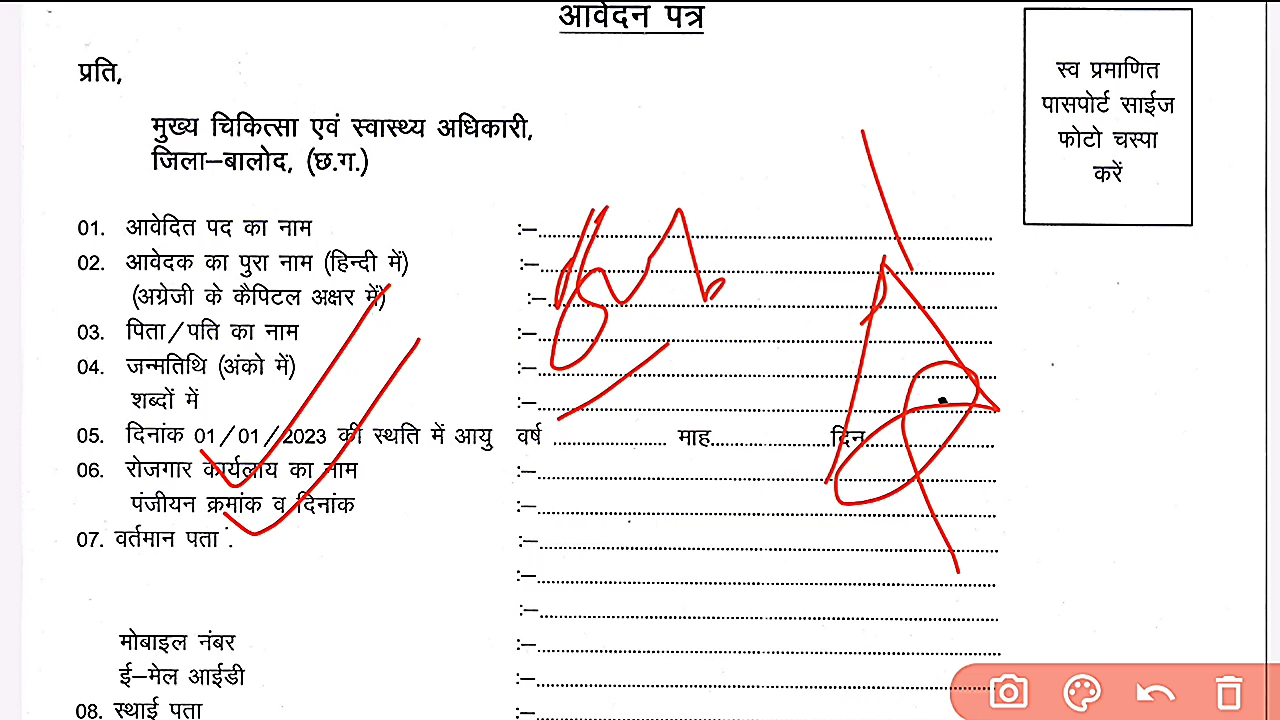 आवेदन पत्र
स्व प्रमाणित
पासपोर्ट साईज
फोटो चस्पा
करें
प्रति,
मुख्य चिकित्सा एवं स्वास्थ्य अधिकारी,
जिला–बालोद, (छ.ग.)
01. आवेदित पद का नाम :–
02. आवेदक का पुरा नाम (हिन्दी में) :–
(अग्रेजी के कैपिटल अक्षर में) :–
03. पिता/पति का नाम :–
04. जन्मतिथि (अंको में) :–
शब्दों में :–
05. दिनांक 01/01/2023 की स्थति में आयु वर्ष ............ माह............ दिन............
06. रोजगार कार्यलाय का नाम :–
पंजीयन क्रमांक व दिनांक :–
07. वर्तमान पता : :–
:–
:–
मोबाइल नंबर :–
ई–मेल आईडी :–
08. स्थाई पता :–